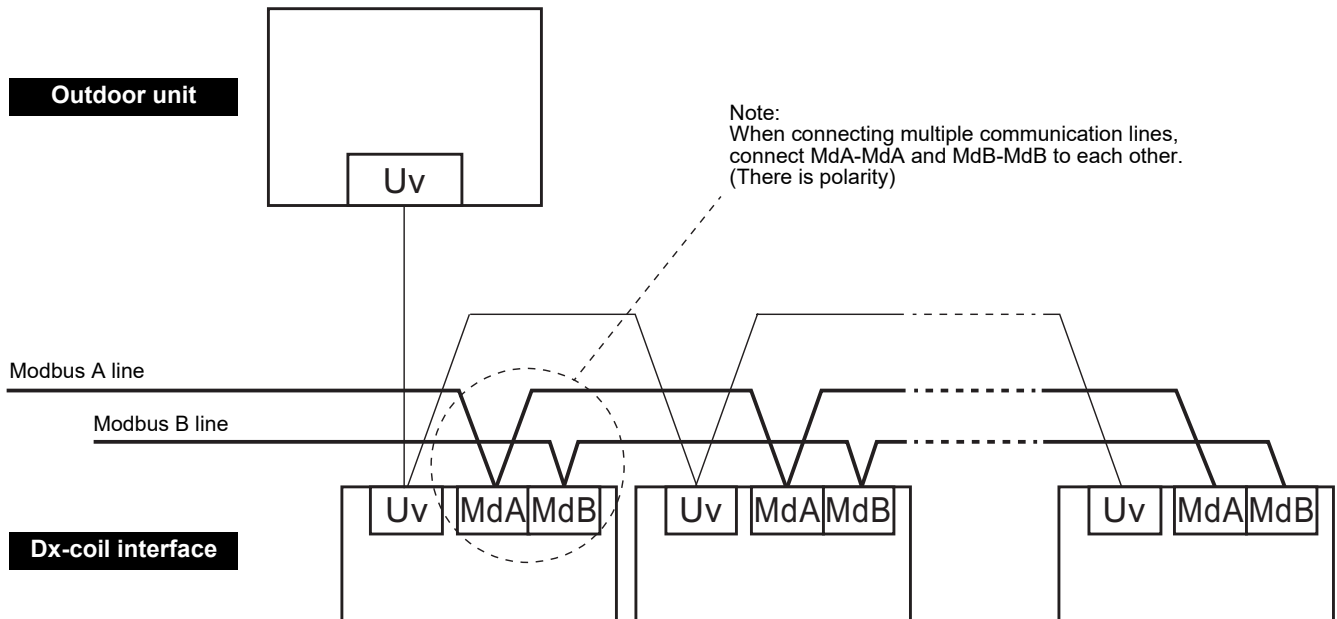 Outdoor unit
Uv
Note:
When connecting multiple communication lines,
connect MdA-MdA and MdB-MdB to each other.
(There is polarity)
Modbus A line
Modbus B line
Uv MdA MdB Uv MdA MdB Uv MdA MdB
Dx-coil interface